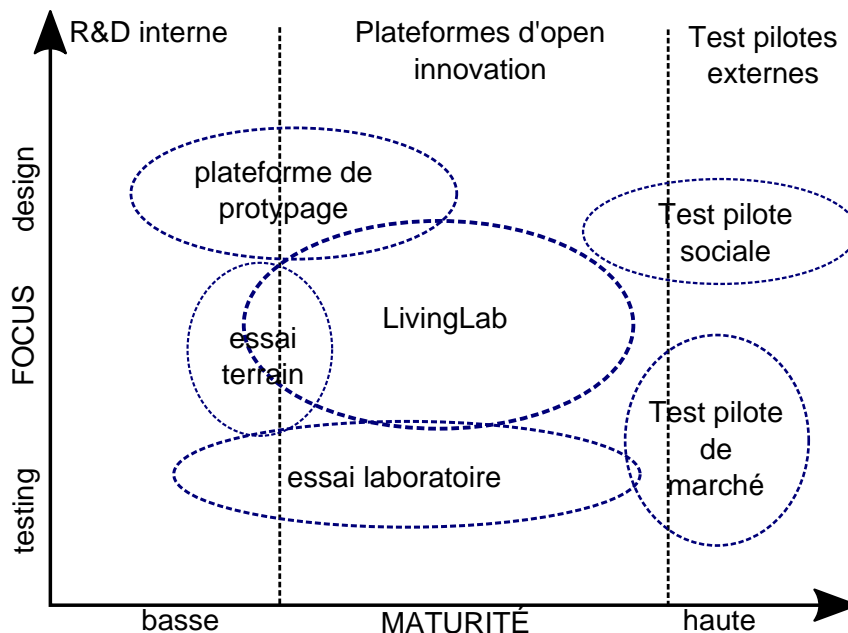 R&D interne
Plateformes d'open
innovation
Test pilotes
externes
design
FOCUS
testing
plateforme de
protypage
Test pilote
sociale
LivingLab
essai
terrain
Test pilote
de
marché
essai laboratoire
basse
MATURITÉ
haute